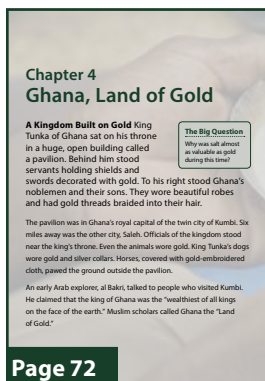 Chapter 4
Ghana, Land of Gold
A Kingdom Built on Gold King
Tunka of Ghana sat on his throne
in a huge, open building called
a pavilion. Behind him stood
servants holding shields and
swords decorated with gold. To his right stood Ghana's
noblemen and their sons. They wore beautiful robes
and had gold threads braided into their hair.
The Big Question
Why was salt almost
as valuable as gold
during this time?
The pavilion was in Ghana's royal capital of the twin city of Kumbi. Six
miles away was the other city, Saleh. Officials of the kingdom stood
near the king's throne. Even the animals wore gold. King Tunka's dogs
wore gold and silver collars. Horses, covered with gold-embroidered
cloth, pawed the ground outside the pavilion.
An early Arab explorer, al Bakri, talked to people who visited Kumbi.
He claimed that the king of Ghana was the "wealthiest of all kings
on the face of the earth." Muslim scholars called Ghana the "Land
of Gold."
Page 72